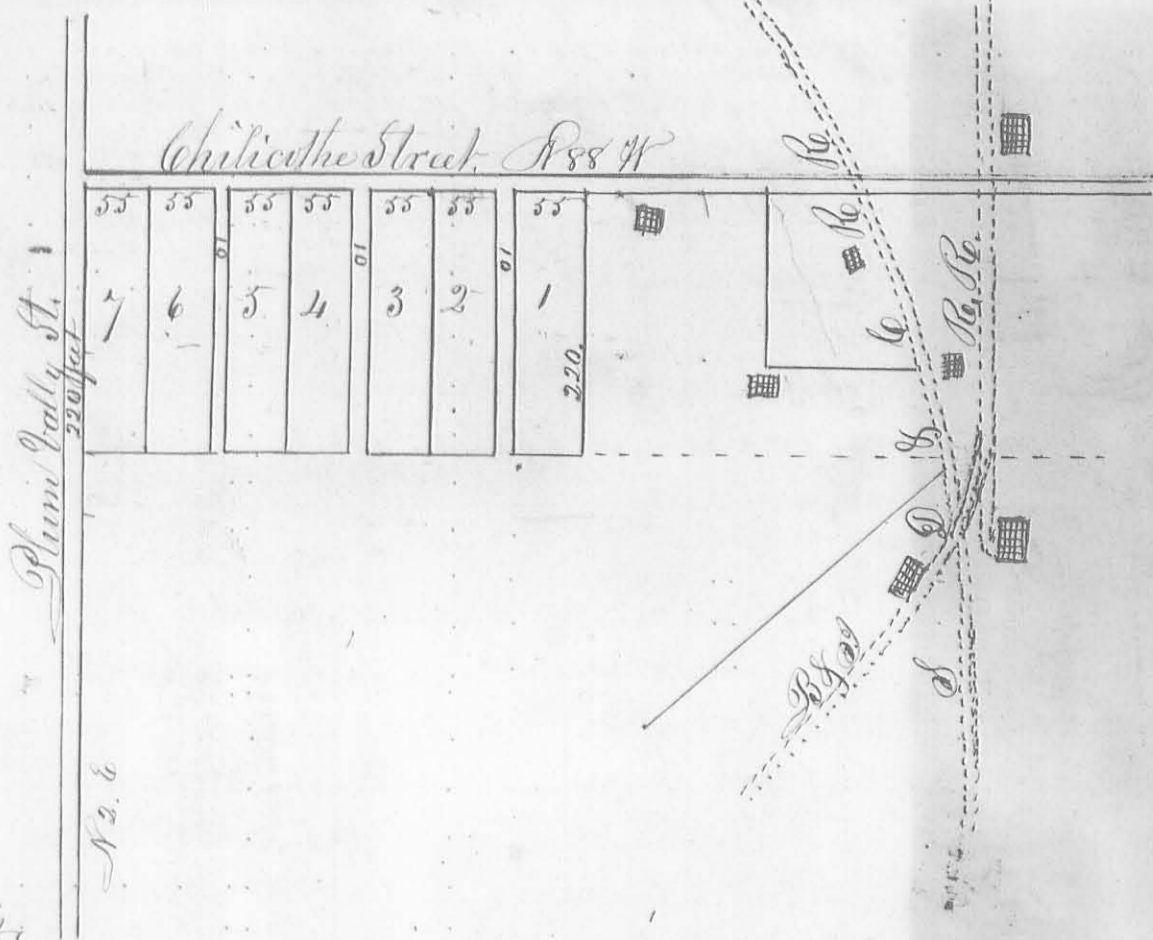 Chilicothe Street. N 88 W
55 55 55 55 55 55 55
10 10 10
7 6 5 4 3 2 1
220.
Plum Vally St.
220 feet
N 2. E
R R
R. R.
S D & C
B & O